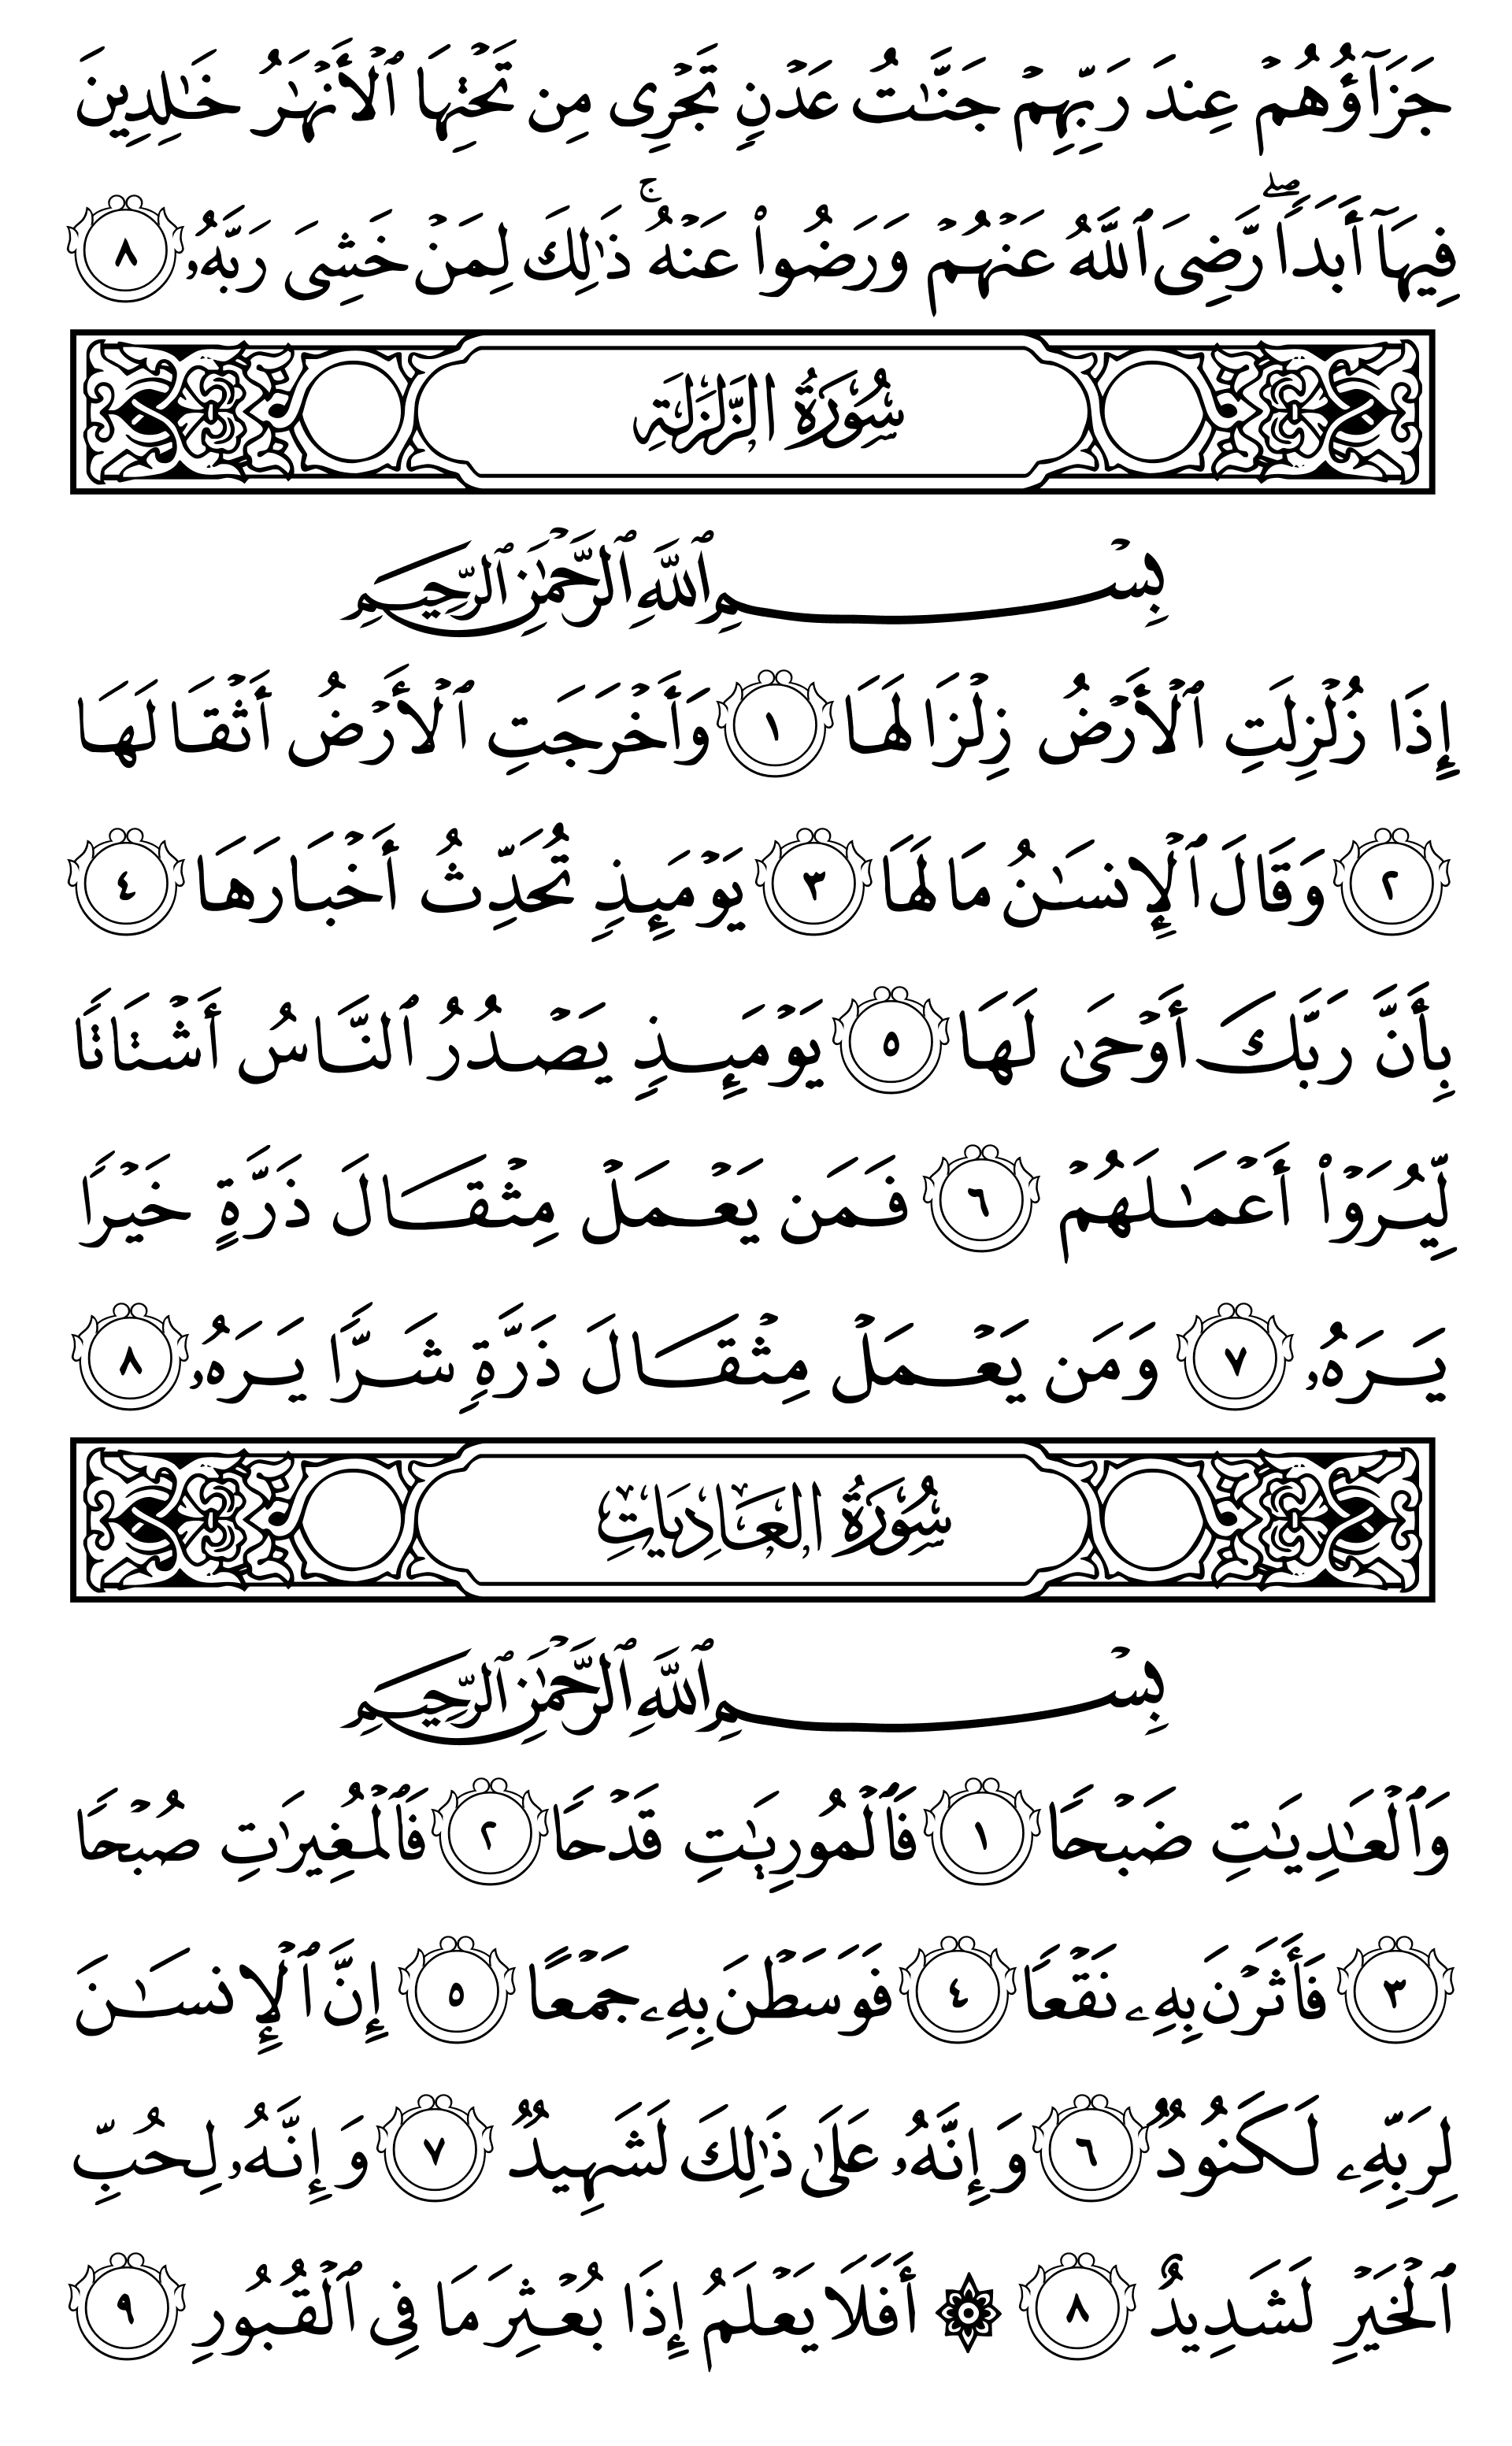 جَزَآؤُهُمْ عِندَ رَبِّهِمْ جَنَّٰتُ عَدْنٍ تَجْرِى مِن تَحْتِهَا ٱلْأَنْهَٰرُ خَٰلِدِينَ
فِيهَآ أَبَدًا ۖ رَّضِىَ ٱللَّهُ عَنْهُمْ وَرَضُوا۟ عَنْهُ ۚ ذَٰلِكَ لِمَنْ خَشِىَ رَبَّهُۥ ٨
سُورَةُ الزَّلْزَلَةِ
بِسْمِ ٱللَّهِ ٱلرَّحْمَٰنِ ٱلرَّحِيمِ
إِذَا زُلْزِلَتِ ٱلْأَرْضُ زِلْزَالَهَا ١ وَأَخْرَجَتِ ٱلْأَرْضُ أَثْقَالَهَا
٢ وَقَالَ ٱلْإِنسَٰنُ مَا لَهَا ٣ يَوْمَئِذٍ تُحَدِّثُ أَخْبَارَهَا ٤
بِأَنَّ رَبَّكَ أَوْحَىٰ لَهَا ٥ يَوْمَئِذٍ يَصْدُرُ ٱلنَّاسُ أَشْتَاتًا
لِّيُرَوْا۟ أَعْمَٰلَهُمْ ٦ فَمَن يَعْمَلْ مِثْقَالَ ذَرَّةٍ خَيْرًا
يَرَهُۥ ٧ وَمَن يَعْمَلْ مِثْقَالَ ذَرَّةٍ شَرًّا يَرَهُۥ ٨
سُورَةُ العَادِيَاتِ
بِسْمِ ٱللَّهِ ٱلرَّحْمَٰنِ ٱلرَّحِيمِ
وَٱلْعَٰدِيَٰتِ ضَبْحًا ١ فَٱلْمُورِيَٰتِ قَدْحًا ٢ فَٱلْمُغِيرَٰتِ صُبْحًا
٣ فَأَثَرْنَ بِهِۦ نَقْعًا ٤ فَوَسَطْنَ بِهِۦ جَمْعًا ٥ إِنَّ ٱلْإِنسَٰنَ
لِرَبِّهِۦ لَكَنُودٌ ٦ وَإِنَّهُۥ عَلَىٰ ذَٰلِكَ لَشَهِيدٌ ٧ وَإِنَّهُۥ لِحُبِّ
ٱلْخَيْرِ لَشَدِيدٌ ٨ ۞ أَفَلَا يَعْلَمُ إِذَا بُعْثِرَ مَا فِى ٱلْقُبُورِ ٩